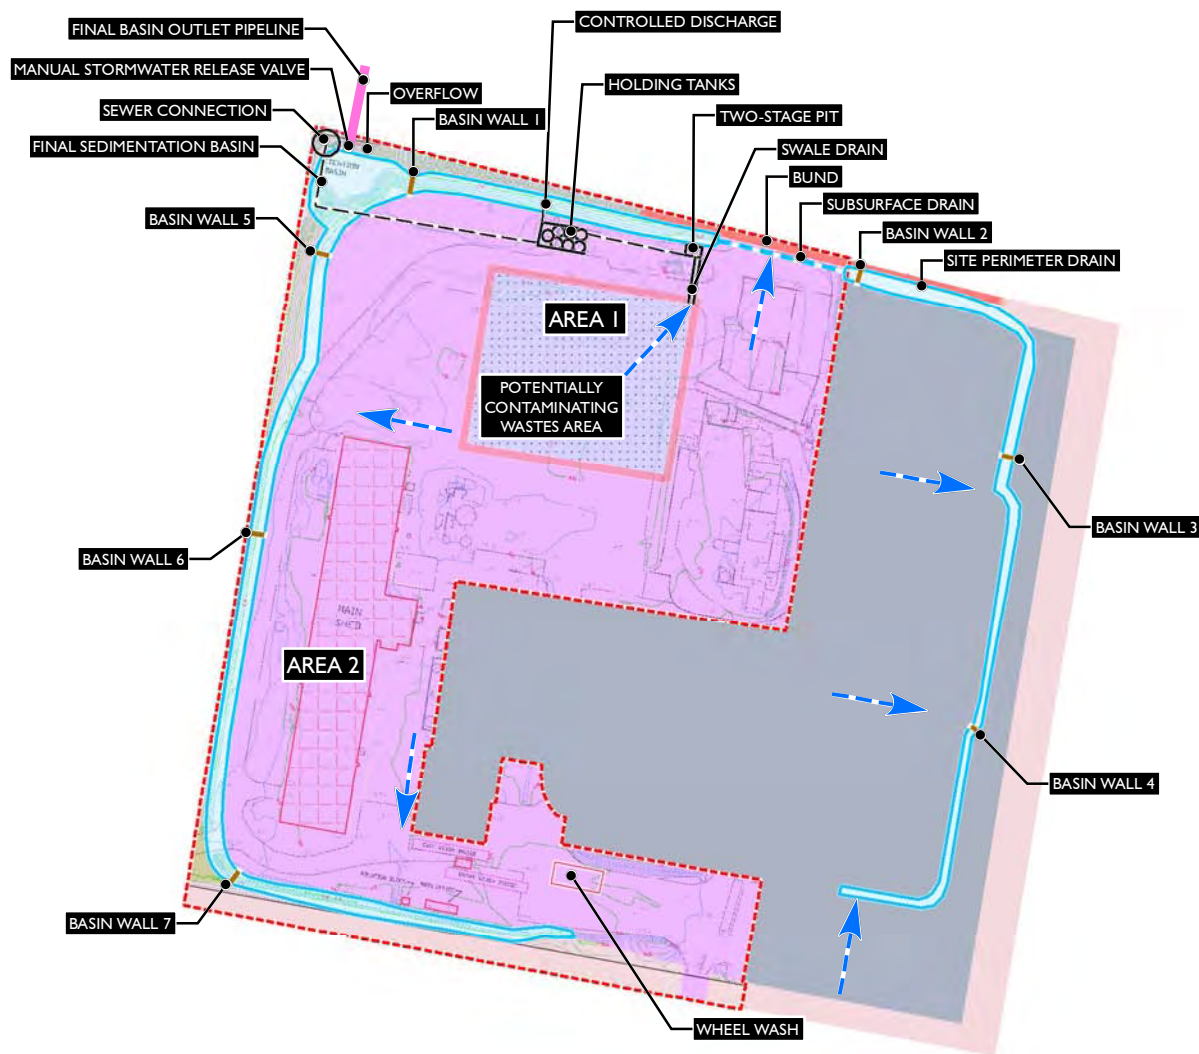 CONTROLLED DISCHARGE
FINAL BASIN OUTLET PIPELINE
MANUAL STORMWATER RELEASE VALVE
HOLDING TANKS
OVERFLOW
SEWER CONNECTION
BASIN WALL 1
TWO-STAGE PIT
FINAL SEDIMENTATION BASIN
SWALE DRAIN
BASIN
BUND
SUBSURFACE DRAIN
BASIN WALL 5
BASIN WALL 2
SITE PERIMETER DRAIN
AREA 1
POTENTIALLY
CONTAMINATING
WASTES AREA
BASIN WALL 3
BASIN WALL 6
MAIN
SHED
AREA 2
BASIN WALL 4
BASIN WALL 7
WHEEL WASH